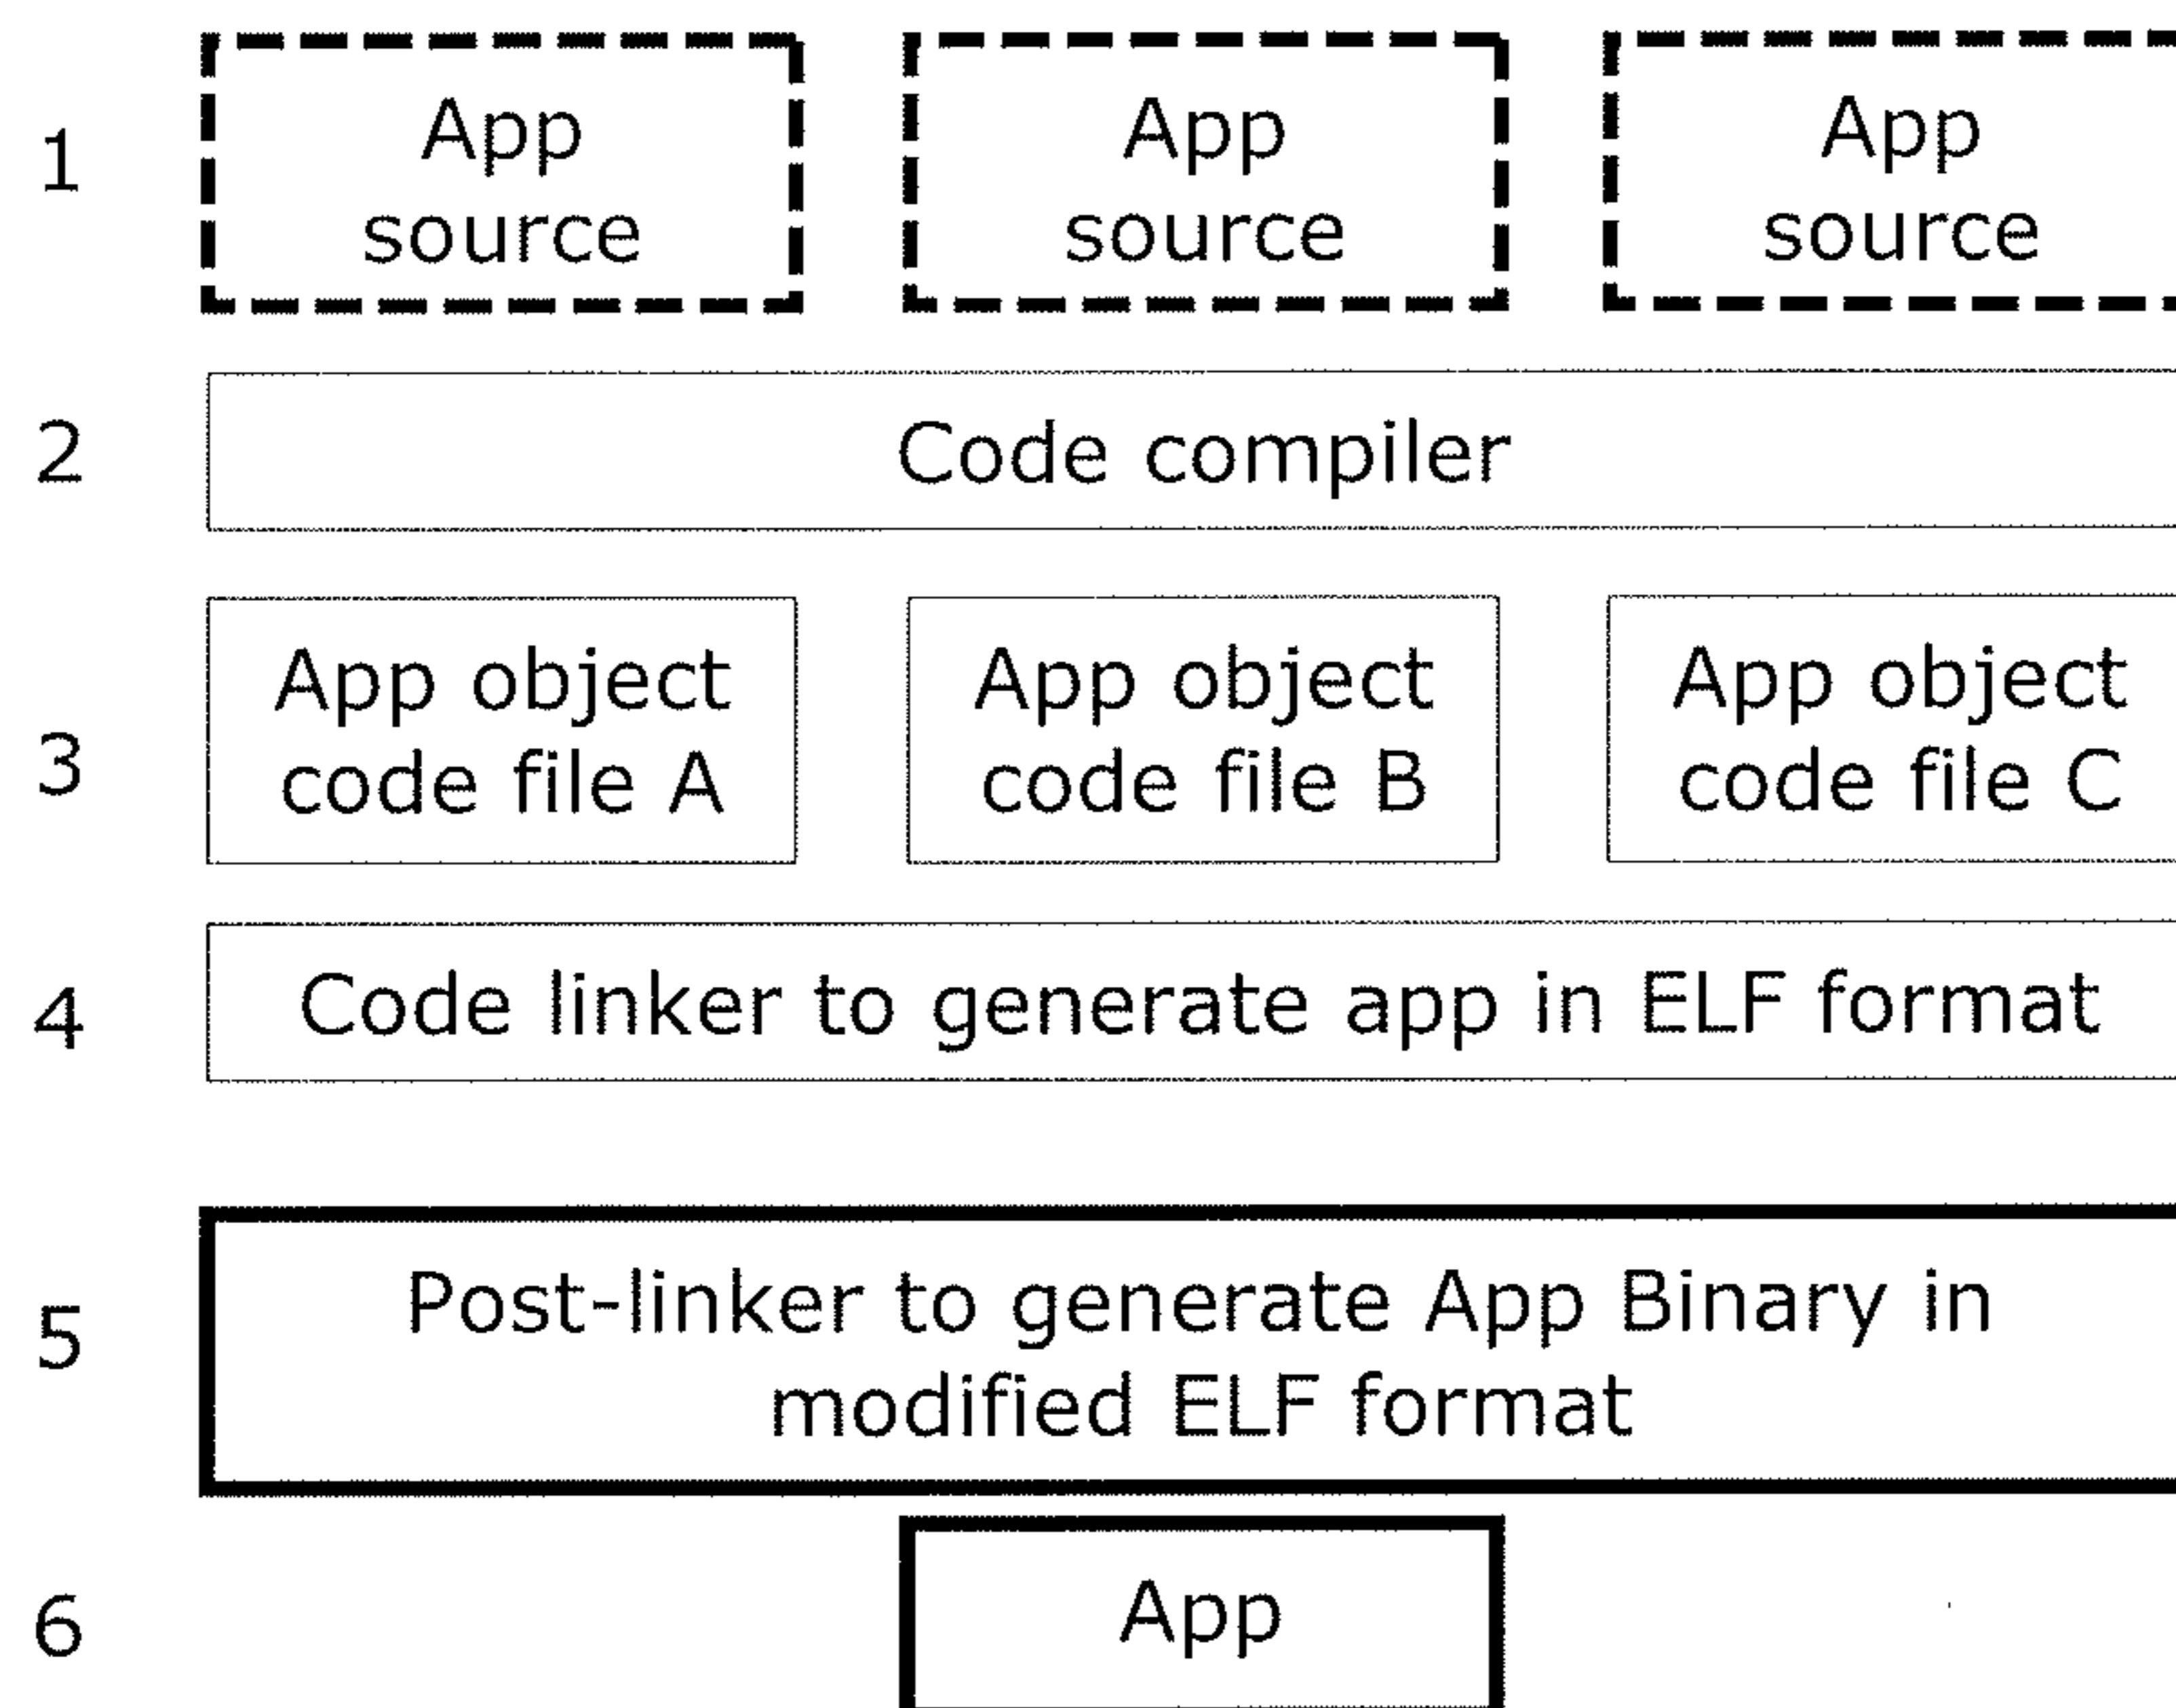 1
App App App
source source source
2
Code compiler
3
App object App object App object
code file A code file B code file C
4
Code linker to generate app in ELF format
5
Post-linker to generate App Binary in
modified ELF format
6
App